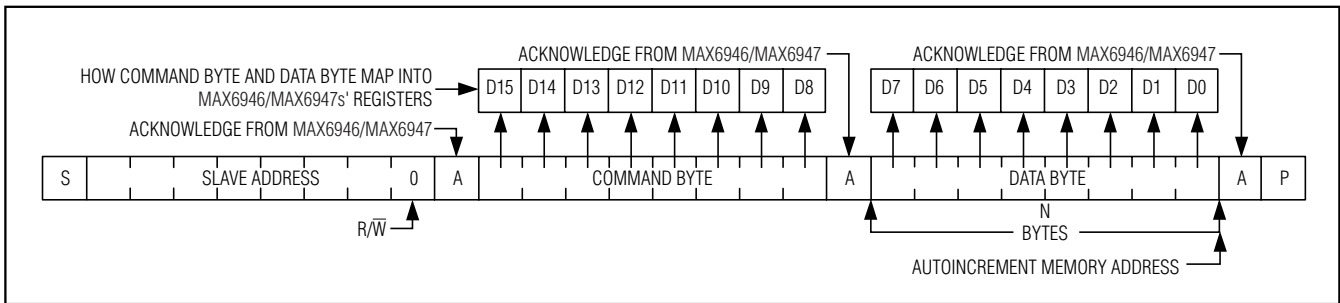 ACKNOWLEDGE FROM MAX6946/MAX6947
ACKNOWLEDGE FROM MAX6946/MAX6947
HOW COMMAND BYTE AND DATA BYTE MAP INTO
MAX6946/MAX6947s' REGISTERS
D15 D14 D13 D12 D11 D10 D9 D8
D7 D6 D5 D4 D3 D2 D1 D0
ACKNOWLEDGE FROM MAX6946/MAX6947
S SLAVE ADDRESS 0 A COMMAND BYTE A DATA BYTE A P
R/W̅
N
BYTES
AUTOINCREMENT MEMORY ADDRESS